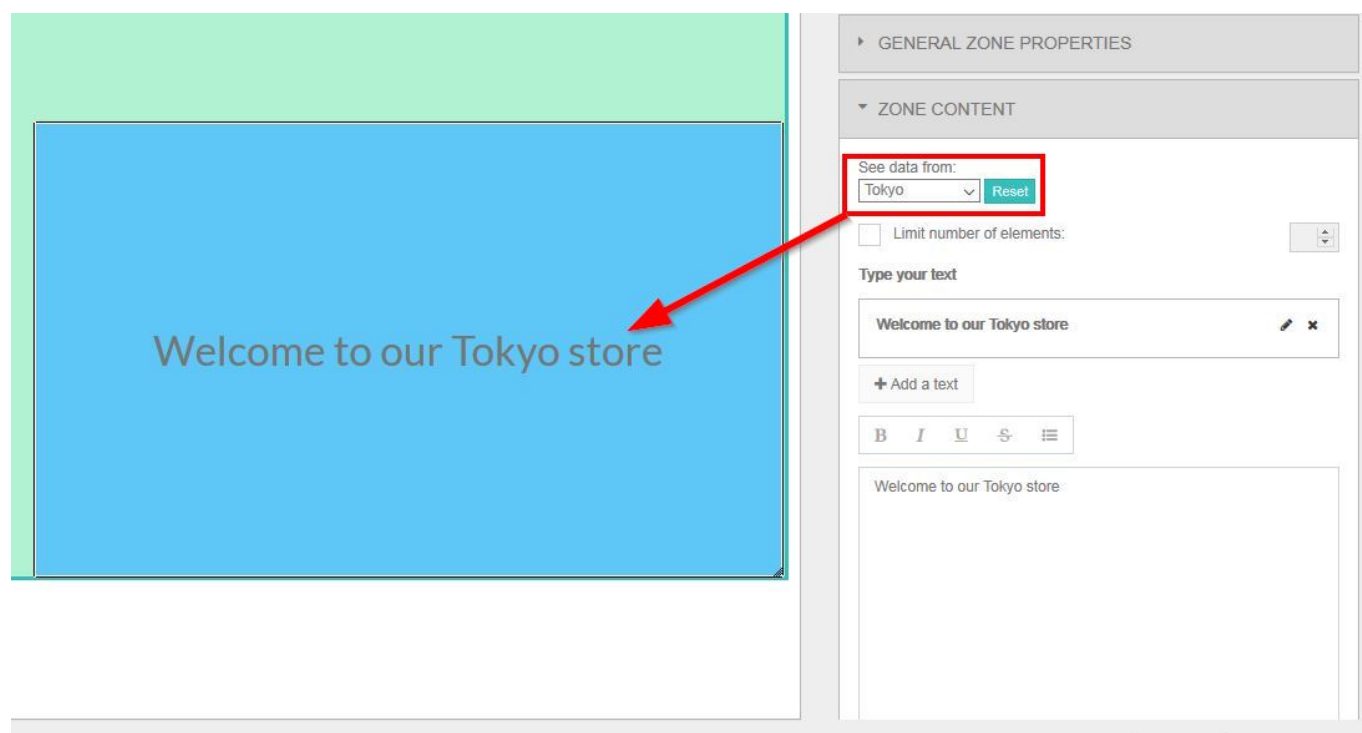 GENERAL ZONE PROPERTIES
ZONE CONTENT
See data from:
Tokyo Reset
Limit number of elements:
Type your text
Welcome to our Tokyo store
Welcome to our Tokyo store
+ Add a text
B I U S
Welcome to our Tokyo store